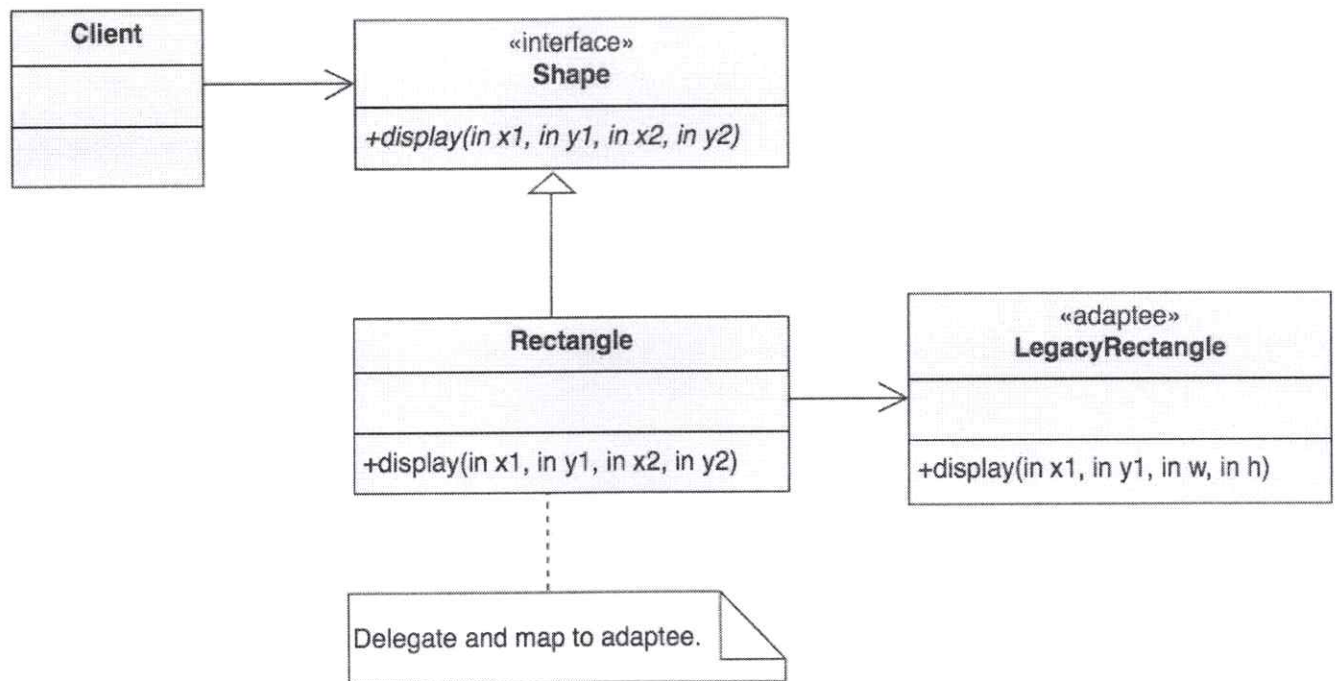 Client
«interface»
Shape
+display(in x1, in y1, in x2, in y2)
Rectangle
+display(in x1, in y1, in x2, in y2)
«adaptee»
LegacyRectangle
+display(in x1, in y1, in w, in h)
Delegate and map to adaptee.